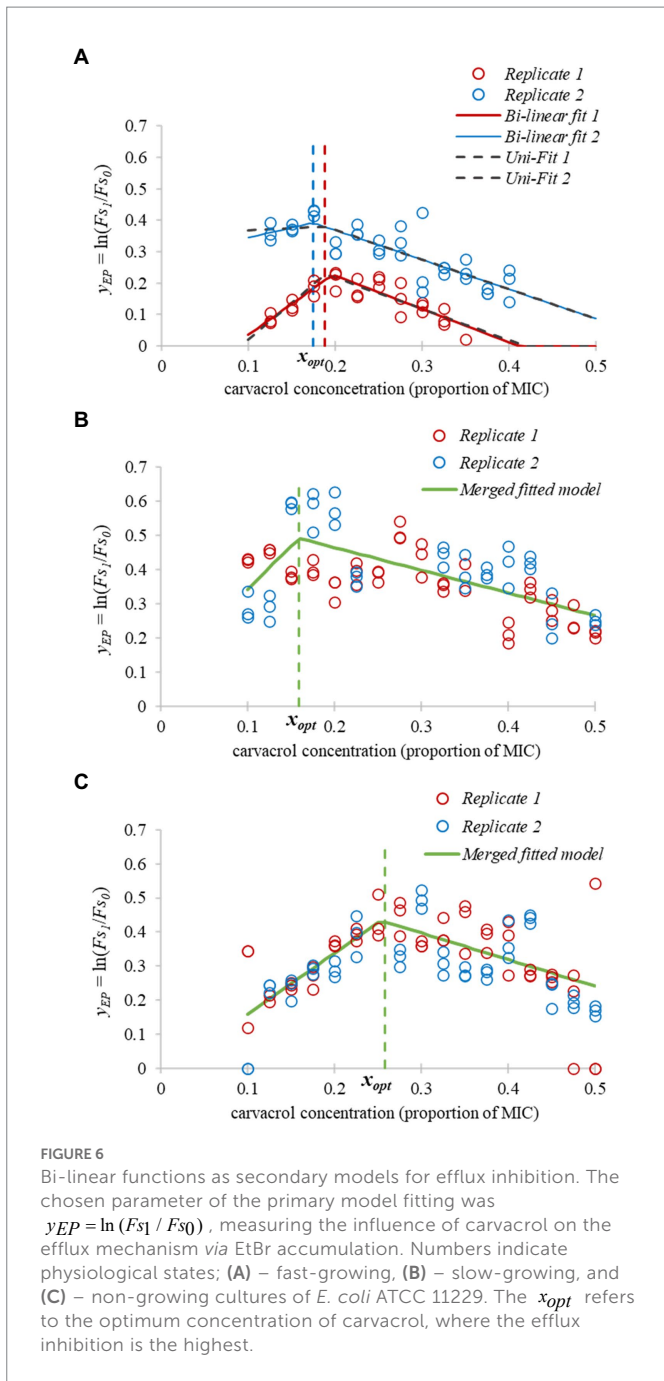 A
Replicate 1
Replicate 2
Bi-linear fit 1
Bi-linear fit 2
Uni-Fit 1
Uni-Fit 2
y_EP = ln(Fs_1/Fs_0)
0.7
0.6
0.5
0.4
0.3
0.2
0.1
0
0 0.1 x_opt 0.2 0.3 0.4 0.5
carvacrol conconcetration (proportion of MIC)
B
Replicate 1
Replicate 2
Merged fitted model
y_EP = ln(Fs_1/Fs_0)
0.7
0.6
0.5
0.4
0.3
0.2
0.1
0
0 0.1 x_opt 0.2 0.3 0.4 0.5
carvacrol concentration (proportion of MIC)
C
Replicate 1
Replicate 2
Merged fitted model
y_EP = ln(Fs_1/Fs_0)
0.7
0.6
0.5
0.4
0.3
0.2
0.1
0
0 0.1 0.2 x_opt 0.3 0.4 0.5
carvacrol concentration (proportion of MIC)
FIGURE 6
Bi-linear functions as secondary models for efflux inhibition. The
chosen parameter of the primary model fitting was
yEP = ln (Fs1 / Fs0) , measuring the influence of carvacrol on the
efflux mechanism via EtBr accumulation. Numbers indicate
physiological states; (A) – fast-growing, (B) – slow-growing, and
(C) – non-growing cultures of E. coli ATCC 11229. The x_opt refers
to the optimum concentration of carvacrol, where the efflux
inhibition is the highest.